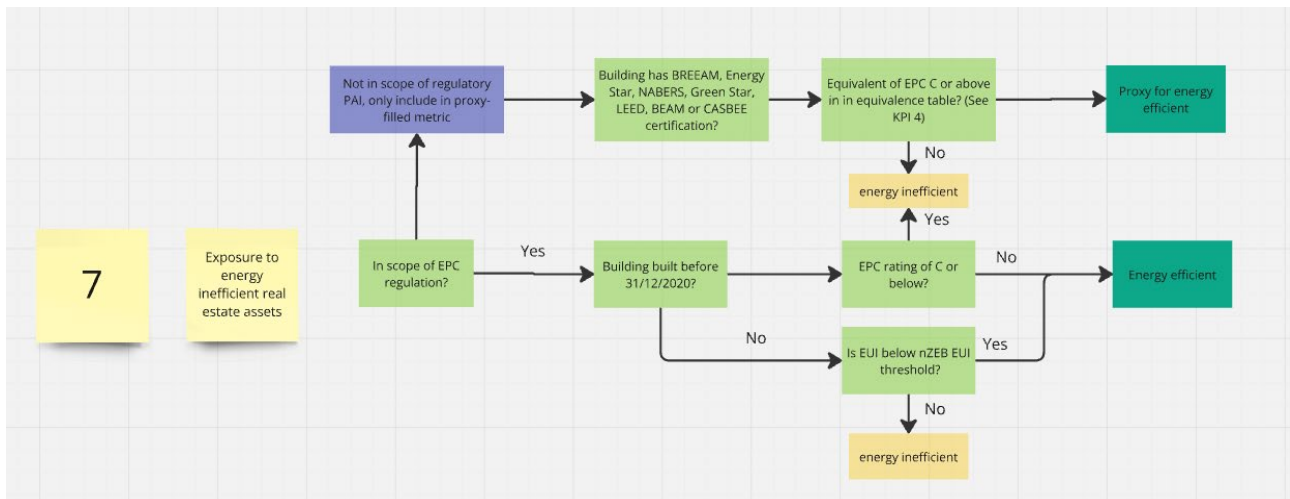 Not in scope of regulatory
PAI, only include in proxy-
filled metric
Building has BREEAM, Energy
Star, NABERS, Green Star,
LEED, BEAM or CASBEE
certification?
Equivalent of EPC C or above
in in equivalence table? (See
KPI 4)
Proxy for energy
efficient
No
energy inefficient
Yes
7
Exposure to
energy
inefficient real
estate assets
In scope of EPC
regulation?
Yes
Building built before
31/12/2020?
EPC rating of C or
below?
No
Energy efficient
No
Is EUI below nZEB EUI
threshold?
Yes
No
energy inefficient